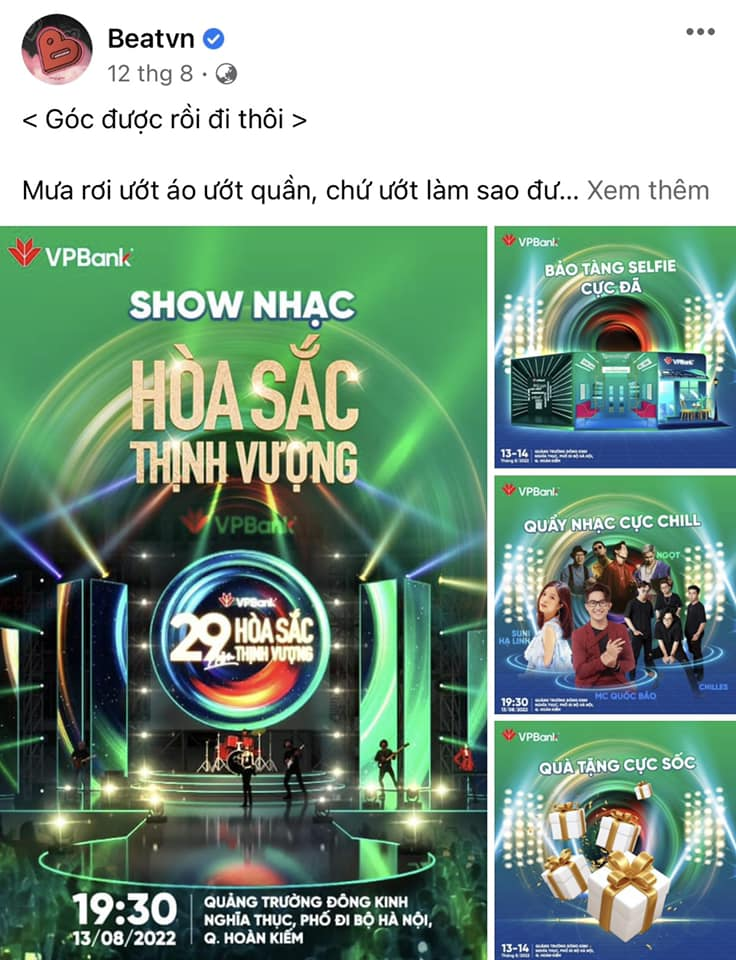 Beatvn
12 thg 8 ·
< Góc được rồi đi thôi >
Mưa rơi ướt áo ướt quần, chứ ướt làm sao đư... Xem thêm
VPBank
SHOW NHẠC
HÒA SẮC
THỊNH VƯỢNG
VPBank
VPBank
29 HÒA SẮC
Năm THỊNH VƯỢNG
19:30
13/08/2022
QUẢNG TRƯỜNG ĐÔNG KINH
NGHĨA THỤC, PHỐ ĐI BỘ HÀ NỘI,
Q. HOÀN KIẾM
VPBank
BẢO TÀNG SELFIE
CỰC ĐÃ
VPBank
13-14
Tháng 8/2022
QUẢNG TRƯỜNG ĐÔNG KINH
NGHĨA THỤC, PHỐ ĐI BỘ HÀ NỘI,
Q. HOÀN KIẾM
VPBank
QUẨY NHẠC CỰC CHILL
NGỌT
SUNI
HẠ LINH
MC QUỐC BẢO
CHILLIES
19:30
13/08/2022
QUẢNG TRƯỜNG ĐÔNG KINH
NGHĨA THỤC, PHỐ ĐI BỘ HÀ NỘI,
Q. HOÀN KIẾM
VPBank
QUÀ TẶNG CỰC SỐC
13-14
Tháng 8/2022
QUẢNG TRƯỜNG ĐÔNG KINH
NGHĨA THỤC, PHỐ ĐI BỘ HÀ NỘI,
Q. HOÀN KIẾM